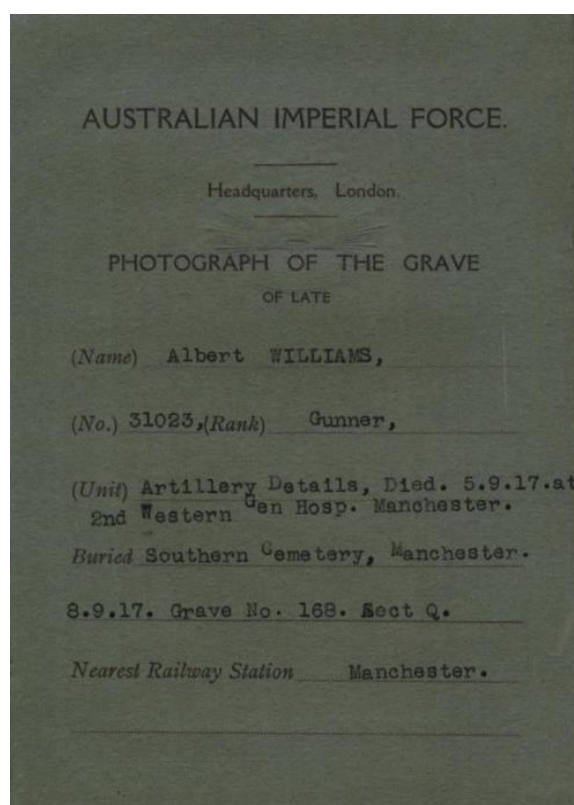 AUSTRALIAN IMPERIAL FORCE.
Headquarters, London.
PHOTOGRAPH OF THE GRAVE
OF LATE
(Name) Albert WILLIAMS,
(No.) 31023,(Rank) Gunner,
(Unit) Artillery Details, Died. 5.9.17.at
2nd Western Gen Hosp. Manchester.
Buried Southern Cemetery, Manchester.
8.9.17. Grave No. 168. Sect Q.
Nearest Railway Station Manchester.